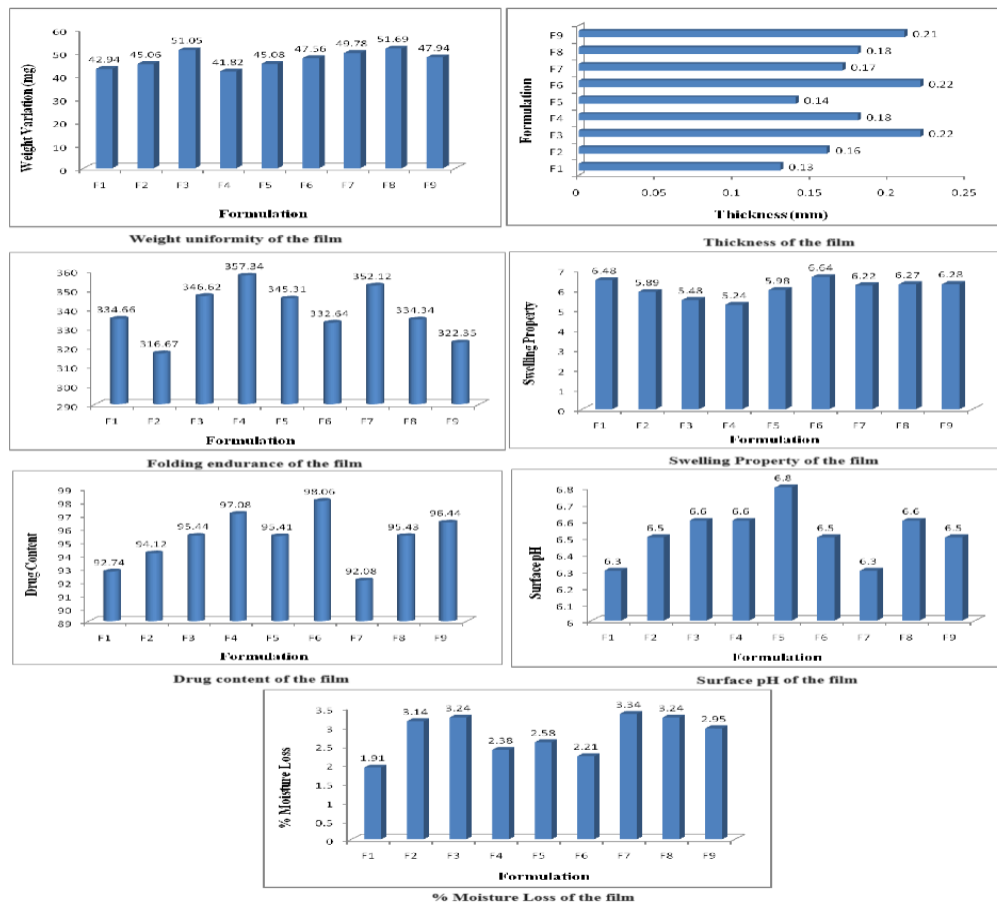 60
50
40
30
20
10
0
Weight Variation (mg)
42.94 45.06 51.05 41.82 45.08 47.56 49.78 51.69 47.94
F1 F2 F3 F4 F5 F6 F7 F8 F9
Formulation
Weight uniformity of the film
Formulation
F9 0.21
F8 0.18
F7 0.17
F6 0.22
F5 0.14
F4 0.18
F3 0.22
F2 0.16
F1 0.13
0 0.05 0.1 0.15 0.2 0.25
Thickness (mm)
Thickness of the film
360
350
340
330
320
310
300
290
334.66 316.67 346.62 357.34 345.31 332.64 352.12 334.34 322.35
F1 F2 F3 F4 F5 F6 F7 F8 F9
Formulation
Folding endurance of the film
7
6
5
4
3
2
1
0
Swelling Property
6.48 5.89 5.48 5.24 5.98 6.64 6.22 6.27 6.28
F1 F2 F3 F4 F5 F6 F7 F8 F9
Formulation
Swelling Property of the film
99
98
97
96
95
94
93
92
91
90
89
Drug Content
92.74 94.12 95.44 97.08 95.41 98.06 92.08 95.43 96.44
F1 F2 F3 F4 F5 F6 F7 F8 F9
Formulation
Drug content of the film
6.8
6.7
6.6
6.5
6.4
6.3
6.2
6.1
6
Surface pH
6.3 6.5 6.6 6.6 6.8 6.5 6.3 6.6 6.5
F1 F2 F3 F4 F5 F6 F7 F8 F9
Formulation
Surface pH of the film
3.5
3
2.5
2
1.5
1
0.5
0
% Moisture Loss
1.91 3.14 3.24 2.38 2.58 2.21 3.34 3.24 2.95
F1 F2 F3 F4 F5 F6 F7 F8 F9
Formulation
% Moisture Loss of the film